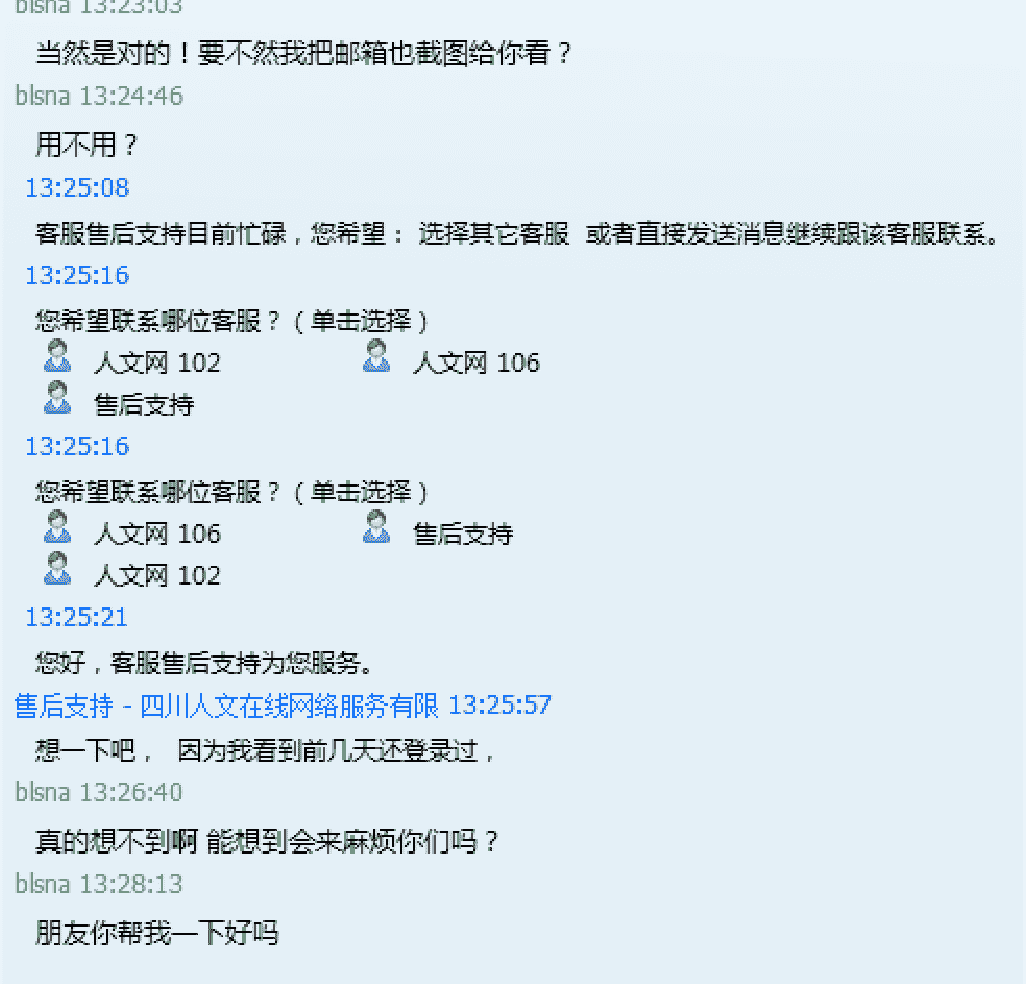 blsna 13:23:03
当然是对的！要不然我把邮箱也截图给你看？
blsna 13:24:46
用不用？
13:25:08
客服售后支持目前忙碌，您希望： 选择其它客服 或者直接发送消息继续跟该客服联系。
13:25:16
您希望联系哪位客服？（单击选择）
人文网 102 人文网 106
售后支持
13:25:16
您希望联系哪位客服？（单击选择）
人文网 106 售后支持
人文网 102
13:25:21
您好，客服售后支持为您服务。
售后支持 - 四川人文在线网络服务有限 13:25:57
想一下吧， 因为我看到前几天还登录过，
blsna 13:26:40
真的想不到啊 能想到会来麻烦你们吗？
blsna 13:28:13
朋友你帮我一下好吗